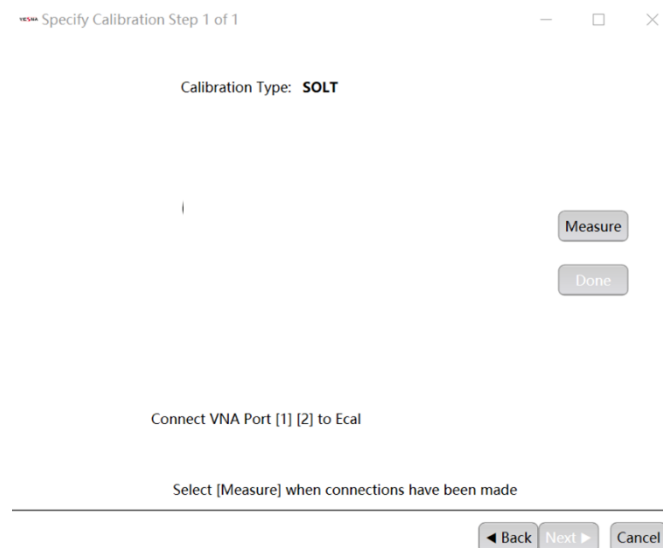 Specify Calibration Step 1 of 1
Calibration Type: SOLT
Measure
Done
Connect VNA Port [1] [2] to Ecal
Select [Measure] when connections have been made
◀ Back Next ▶ Cancel